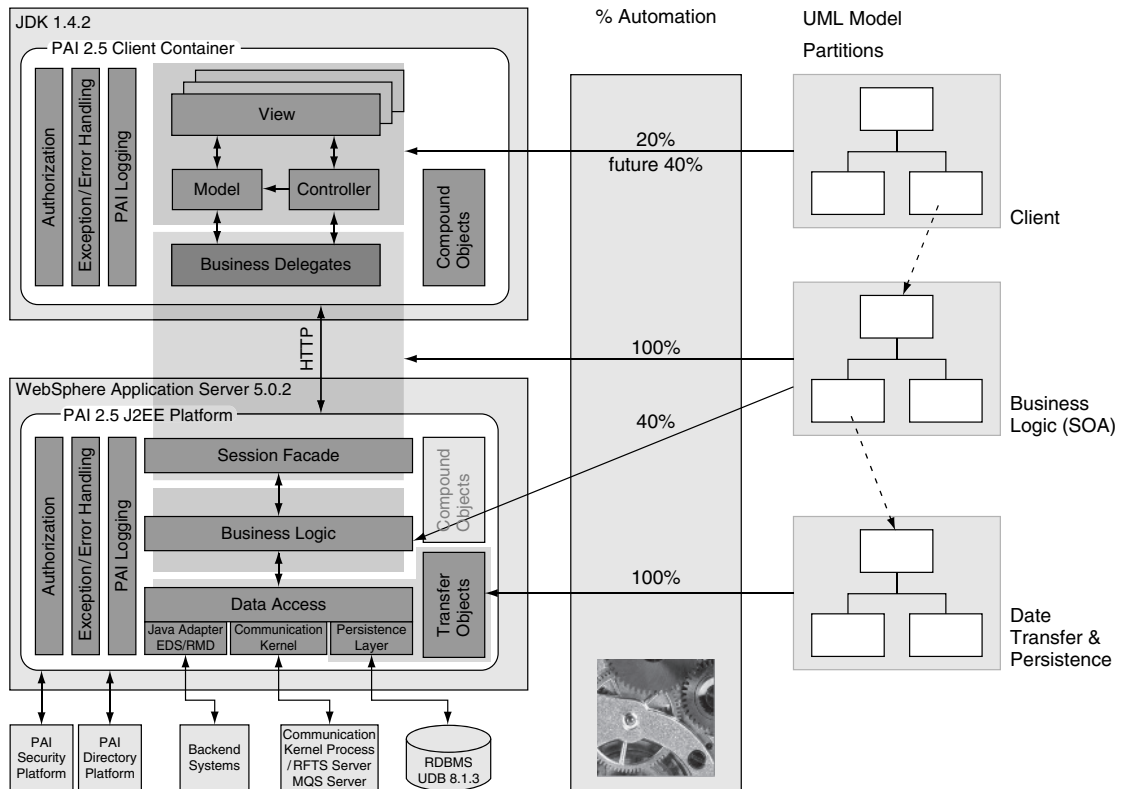 JDK 1.4.2
PAI 2.5 Client Container
Authorization
Exception/Error Handling
PAI Logging
View
Model
Controller
Business Delegates
Compound
Objects
HTTP
WebSphere Application Server 5.0.2
PAI 2.5 J2EE Platform
Authorization
Exception/Error Handling
PAI Logging
Session Facade
Business Logic
Data Access
Java Adapter
EDS/RMD
Communication
Kernel
Persistence
Layer
Compound
Objects
Transfer
Objects
PAI
Security
Platform
PAI
Directory
Platform
Backend
Systems
Communication
Kernel Process
/RFTS Server
MQS Server
RDBMS
UDB 8.1.3
% Automation
20%
future 40%
100%
40%
100%
UML Model
Partitions
Client
Business
Logic (SOA)
Date
Transfer &
Persistence